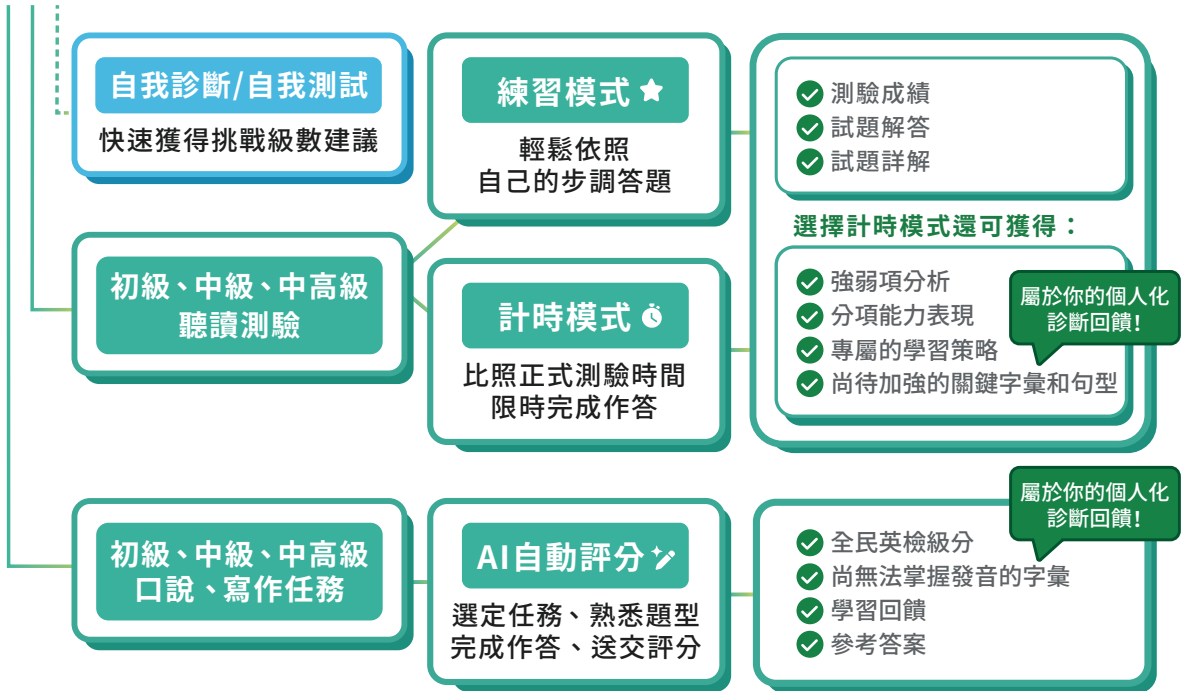 自我診斷/自我測試
快速獲得挑戰級數建議
練習模式
輕鬆依照
自己的步調答題
測驗成績
試題解答
試題詳解
選擇計時模式還可獲得：
初級、中級、中高級
聽讀測驗
計時模式
比照正式測驗時間
限時完成作答
強弱項分析
分項能力表現
專屬的學習策略
尚待加強的關鍵字彙和句型
屬於你的個人化
診斷回饋!
初級、中級、中高級
口說、寫作任務
AI自動評分
選定任務、熟悉題型
完成作答、送交評分
全民英檢級分
尚無法掌握發音的字彙
學習回饋
參考答案
屬於你的個人化
診斷回饋!